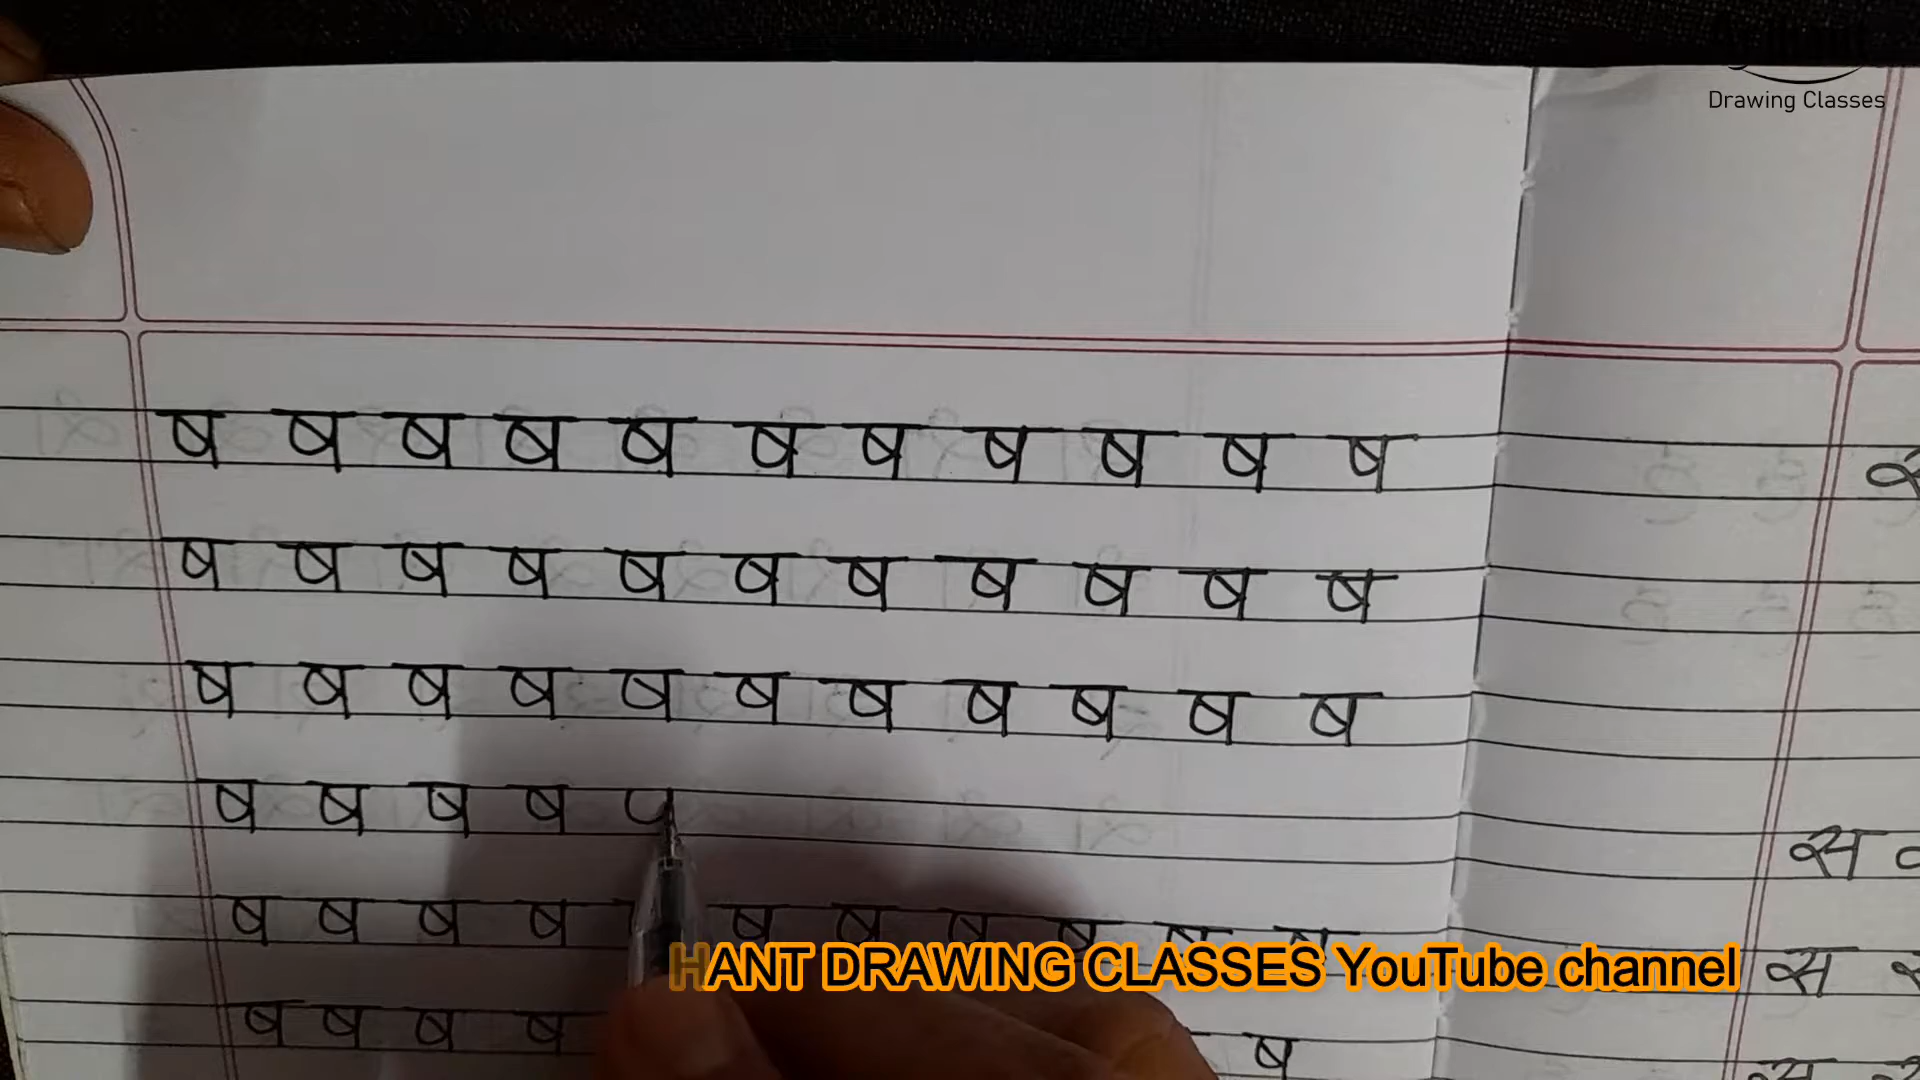 Drawing Classes
ष ष ष ष ष ष ष ष ष ष ष
ष ष ष ष ष ष ष ष ष ष ष
ष ष ष ष ष ष ष ष ष ष ष
ष ष ष ष
ष ष ष ष ष ष ष ष ष ष
HANT DRAWING CLASSES YouTube channel
ष ष ष ष ष
स
स